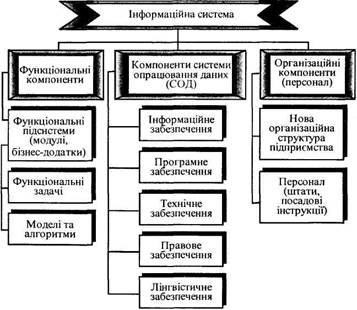 Інформаційна система
Функціональні
компоненти
Компоненти системи
опрацювання даних
(СОД)
Організаційні
компоненти
(персонал)
Функціональні
підсистеми
(модулі,
бізнес-додатки)
Функціональні
задачі
Моделі та
алгоритми
Інформаційне
забезпечення
Програмне
забезпечення
Технічне
забезпечення
Правове
забезпечення
Лінгвістичне
забезпечення
Нова
організаційна
структура
підприємства
Персонал
(штати,
посадові
інструкції)